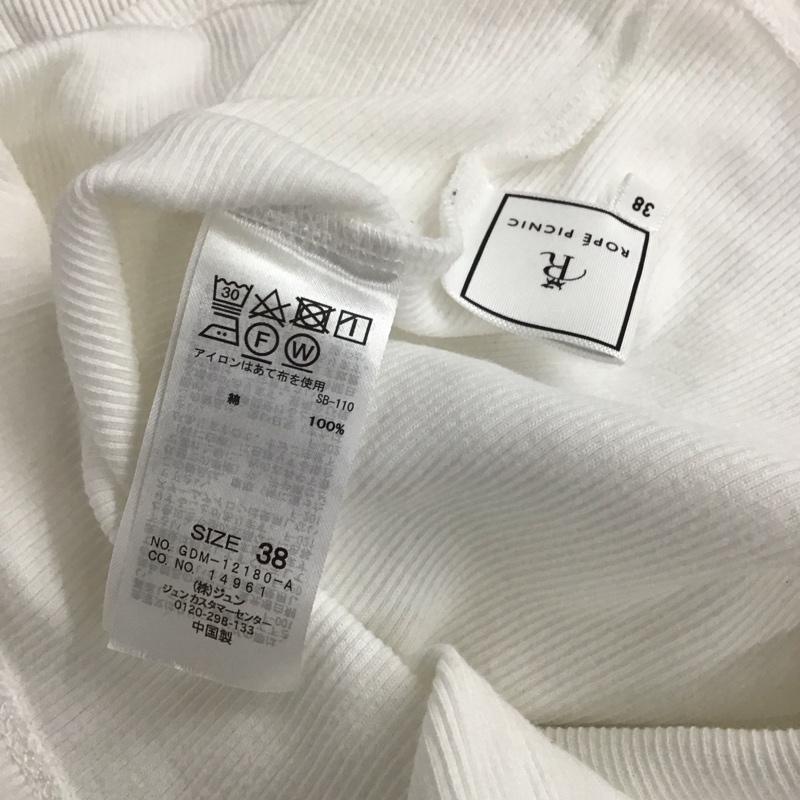 30
F W
アイロンはあて布を使用
SB-110
綿 100%
SIZE 38
NO. GDM-12180-A
CO. NO. 14961
(株)ジュン
ジュンカスタマーセンター
0120-298-133
中国製
38
ROPÉ PICNIC
R